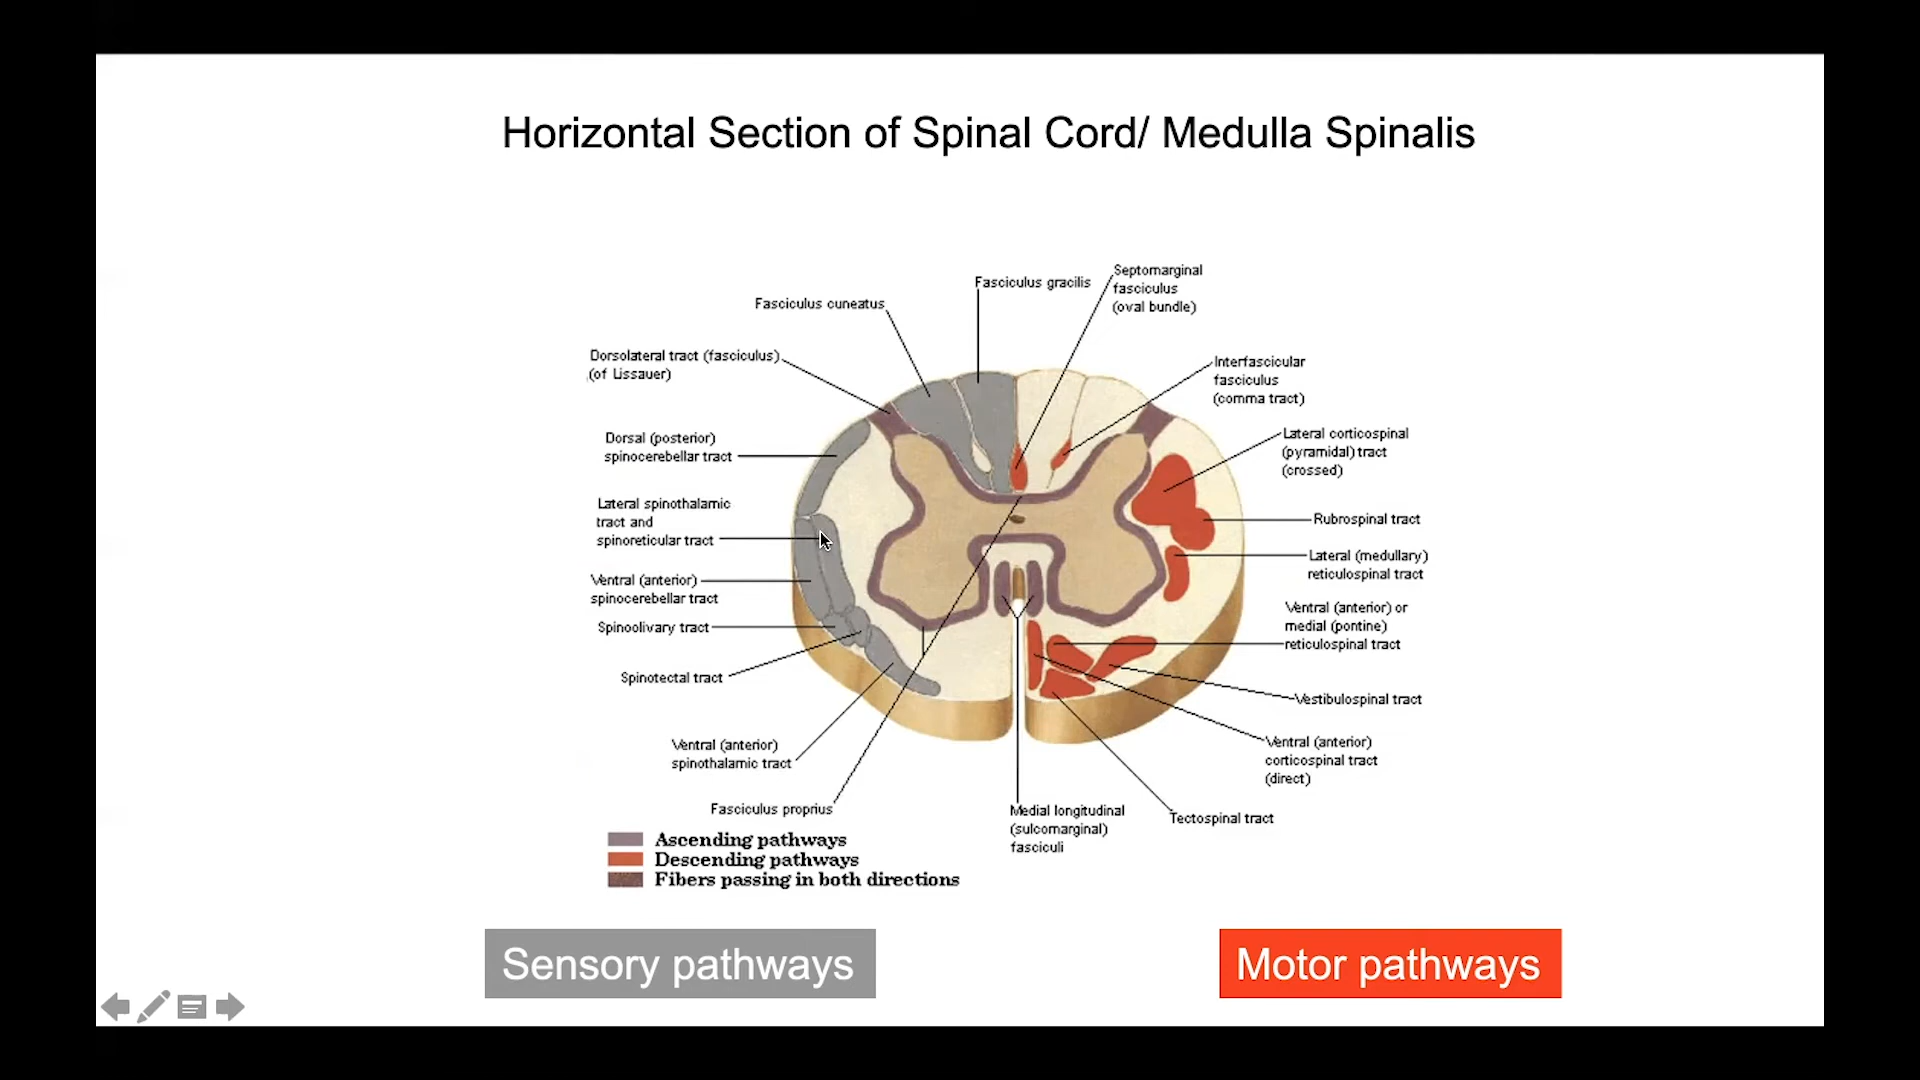 Horizontal Section of Spinal Cord/ Medulla Spinalis
Fasciculus gracilis
Septomarginal
fasciculus
(oval bundle)
Fasciculus cuneatus
Dorsolateral tract (fasciculus)
(of Lissauer)
Interfascicular
fasciculus
(comma tract)
Dorsal (posterior)
spinocerebellar tract
Lateral corticospinal
(pyramidal) tract
(crossed)
Lateral spinothalamic
tract and
spinoreticular tract
Rubrospinal tract
Lateral (medullary)
reticulospinal tract
Ventral (anterior)
spinocerebellar tract
Ventral (anterior) or
medial (pontine)
reticulospinal tract
Spinoolivary tract
Spinotectal tract
Vestibulospinal tract
Ventral (anterior)
spinothalamic tract
Ventral (anterior)
corticospinal tract
(direct)
Fasciculus proprius
Medial longitudinal
(sulcomarginal)
fasciculi
Tectospinal tract
Ascending pathways
Descending pathways
Fibers passing in both directions
Sensory pathways
Motor pathways